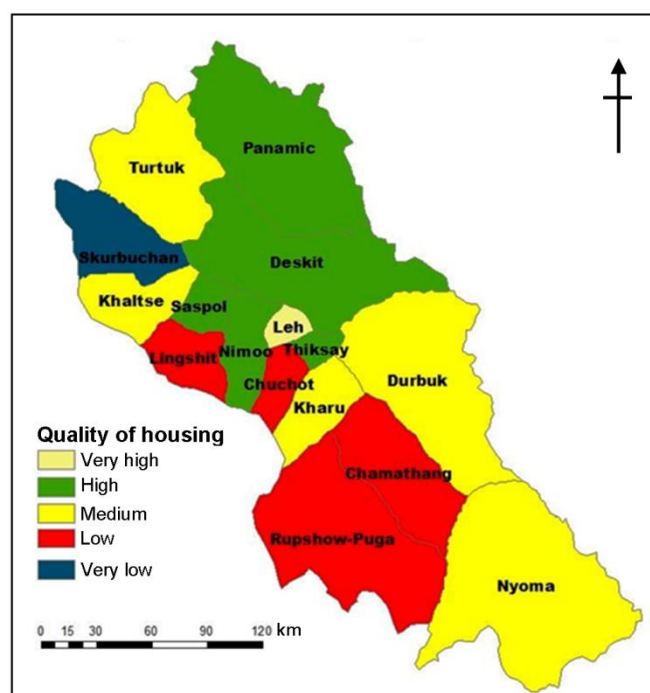 Panamic
Turtuk
Deskit
Skurbuchan
Khaltse
Saspol
Leh
Lingshit
Nimoo
Thiksay
Chuchot
Durbuk
Kharu
Chamathang
Rupshow-Puga
Nyoma
Quality of housing
Very high
High
Medium
Low
Very low
0 15 30 60 90 120 km